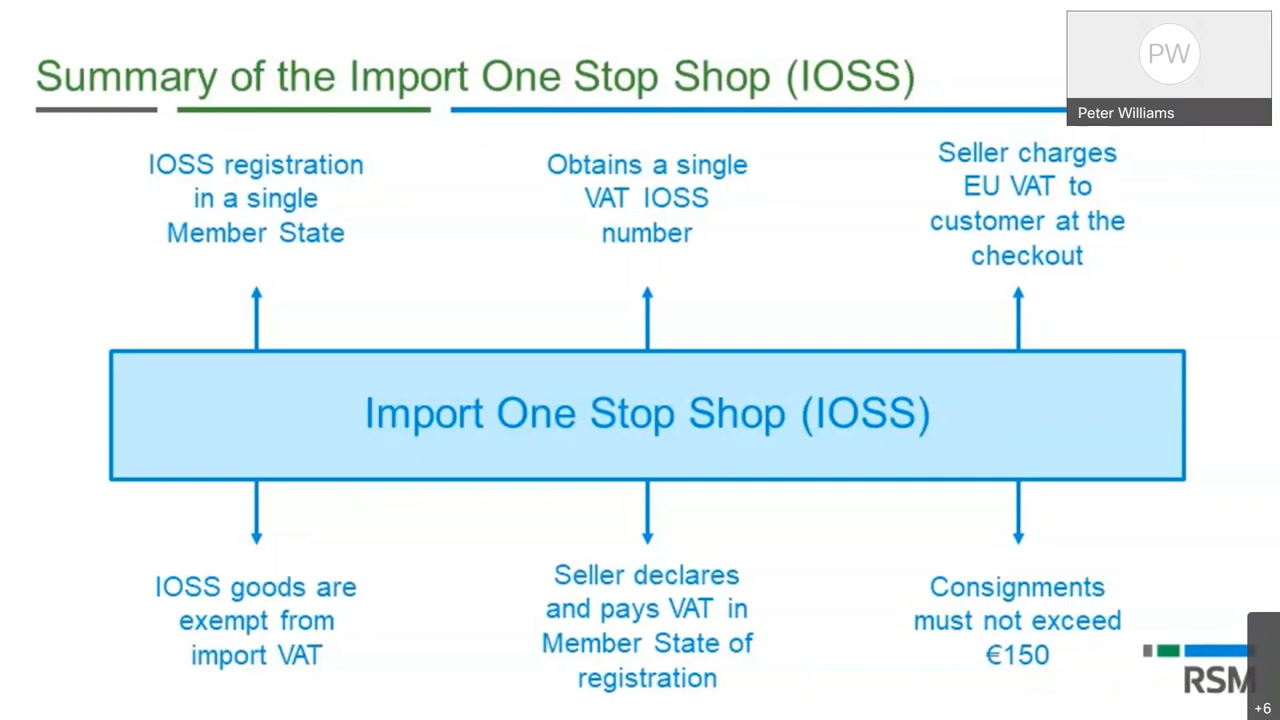 Summary of the Import One Stop Shop (IOSS)
PW
Peter Williams
IOSS registration
in a single
Member State
Obtains a single
VAT IOSS
number
Seller charges
EU VAT to
customer at the
checkout
Import One Stop Shop (IOSS)
IOSS goods are
exempt from
import VAT
Seller declares
and pays VAT in
Member State of
registration
Consignments
must not exceed
€150
RSM
+6